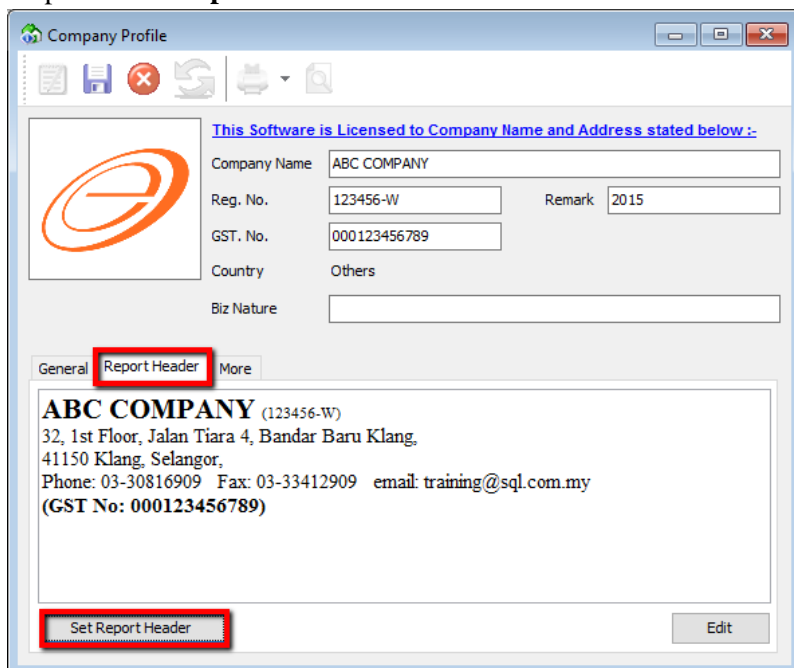 Company Profile
This Software is Licensed to Company Name and Address stated below :-
Company Name ABC COMPANY
Reg. No. 123456-W Remark 2015
GST. No. 000123456789
Country Others
Biz Nature
General Report Header More
ABC COMPANY (123456-W)
32, 1st Floor, Jalan Tiara 4, Bandar Baru Klang,
41150 Klang, Selangor,
Phone: 03-30816909 Fax: 03-33412909 email: training@sql.com.my
(GST No: 000123456789)
Set Report Header Edit